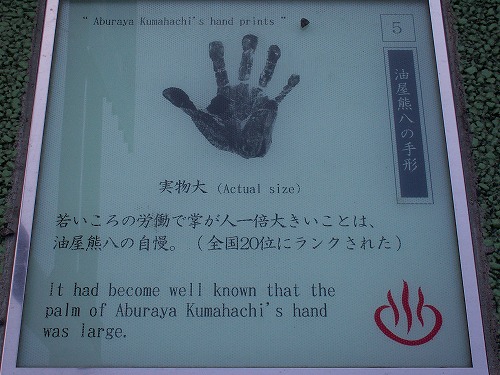 " Aburaya Kumahachi's hand prints "
5
油屋熊八の手形
実物大 (Actual size)
若いころの労働で掌が人一倍大きいことは、
油屋熊八の自慢。（全国20位にランクされた）
it had become well known that the
palm of Aburaya Kumahachi's hand
was large.